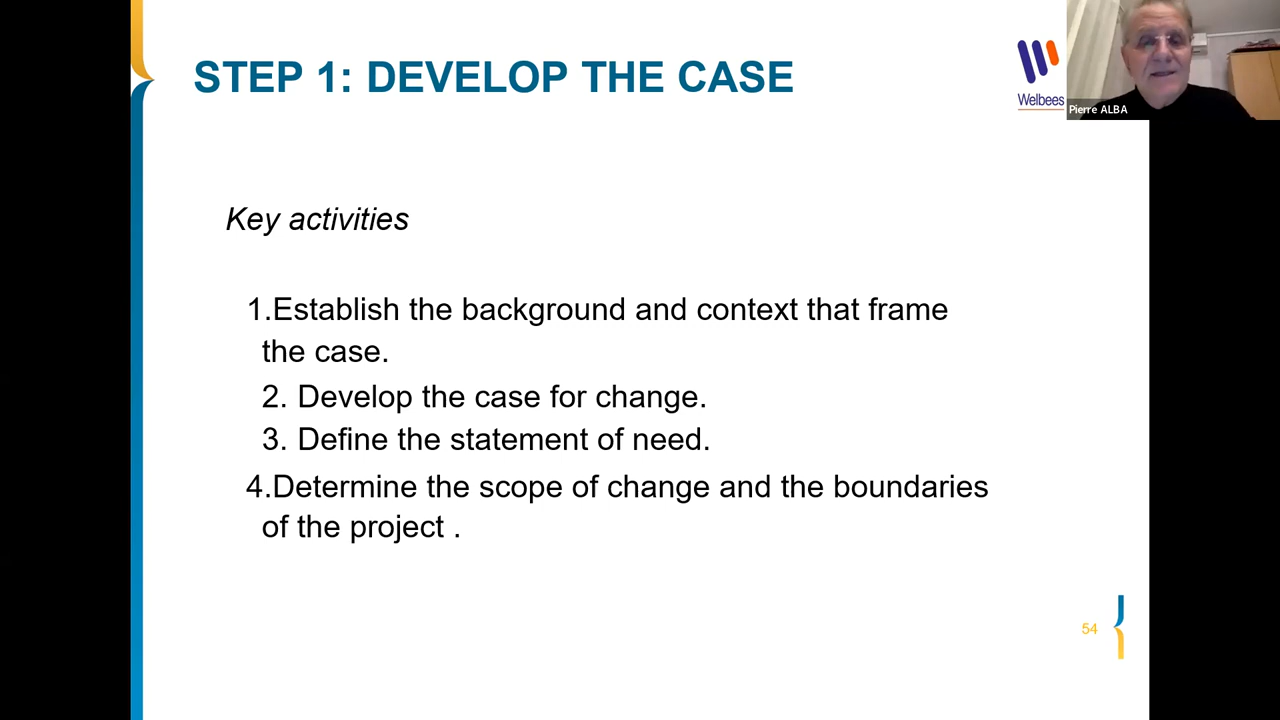 STEP 1: DEVELOP THE CASE
Welbees
Pierre ALBA
Key activities
1.Establish the background and context that frame
the case.
2. Develop the case for change.
3. Define the statement of need.
4.Determine the scope of change and the boundaries
of the project .
54